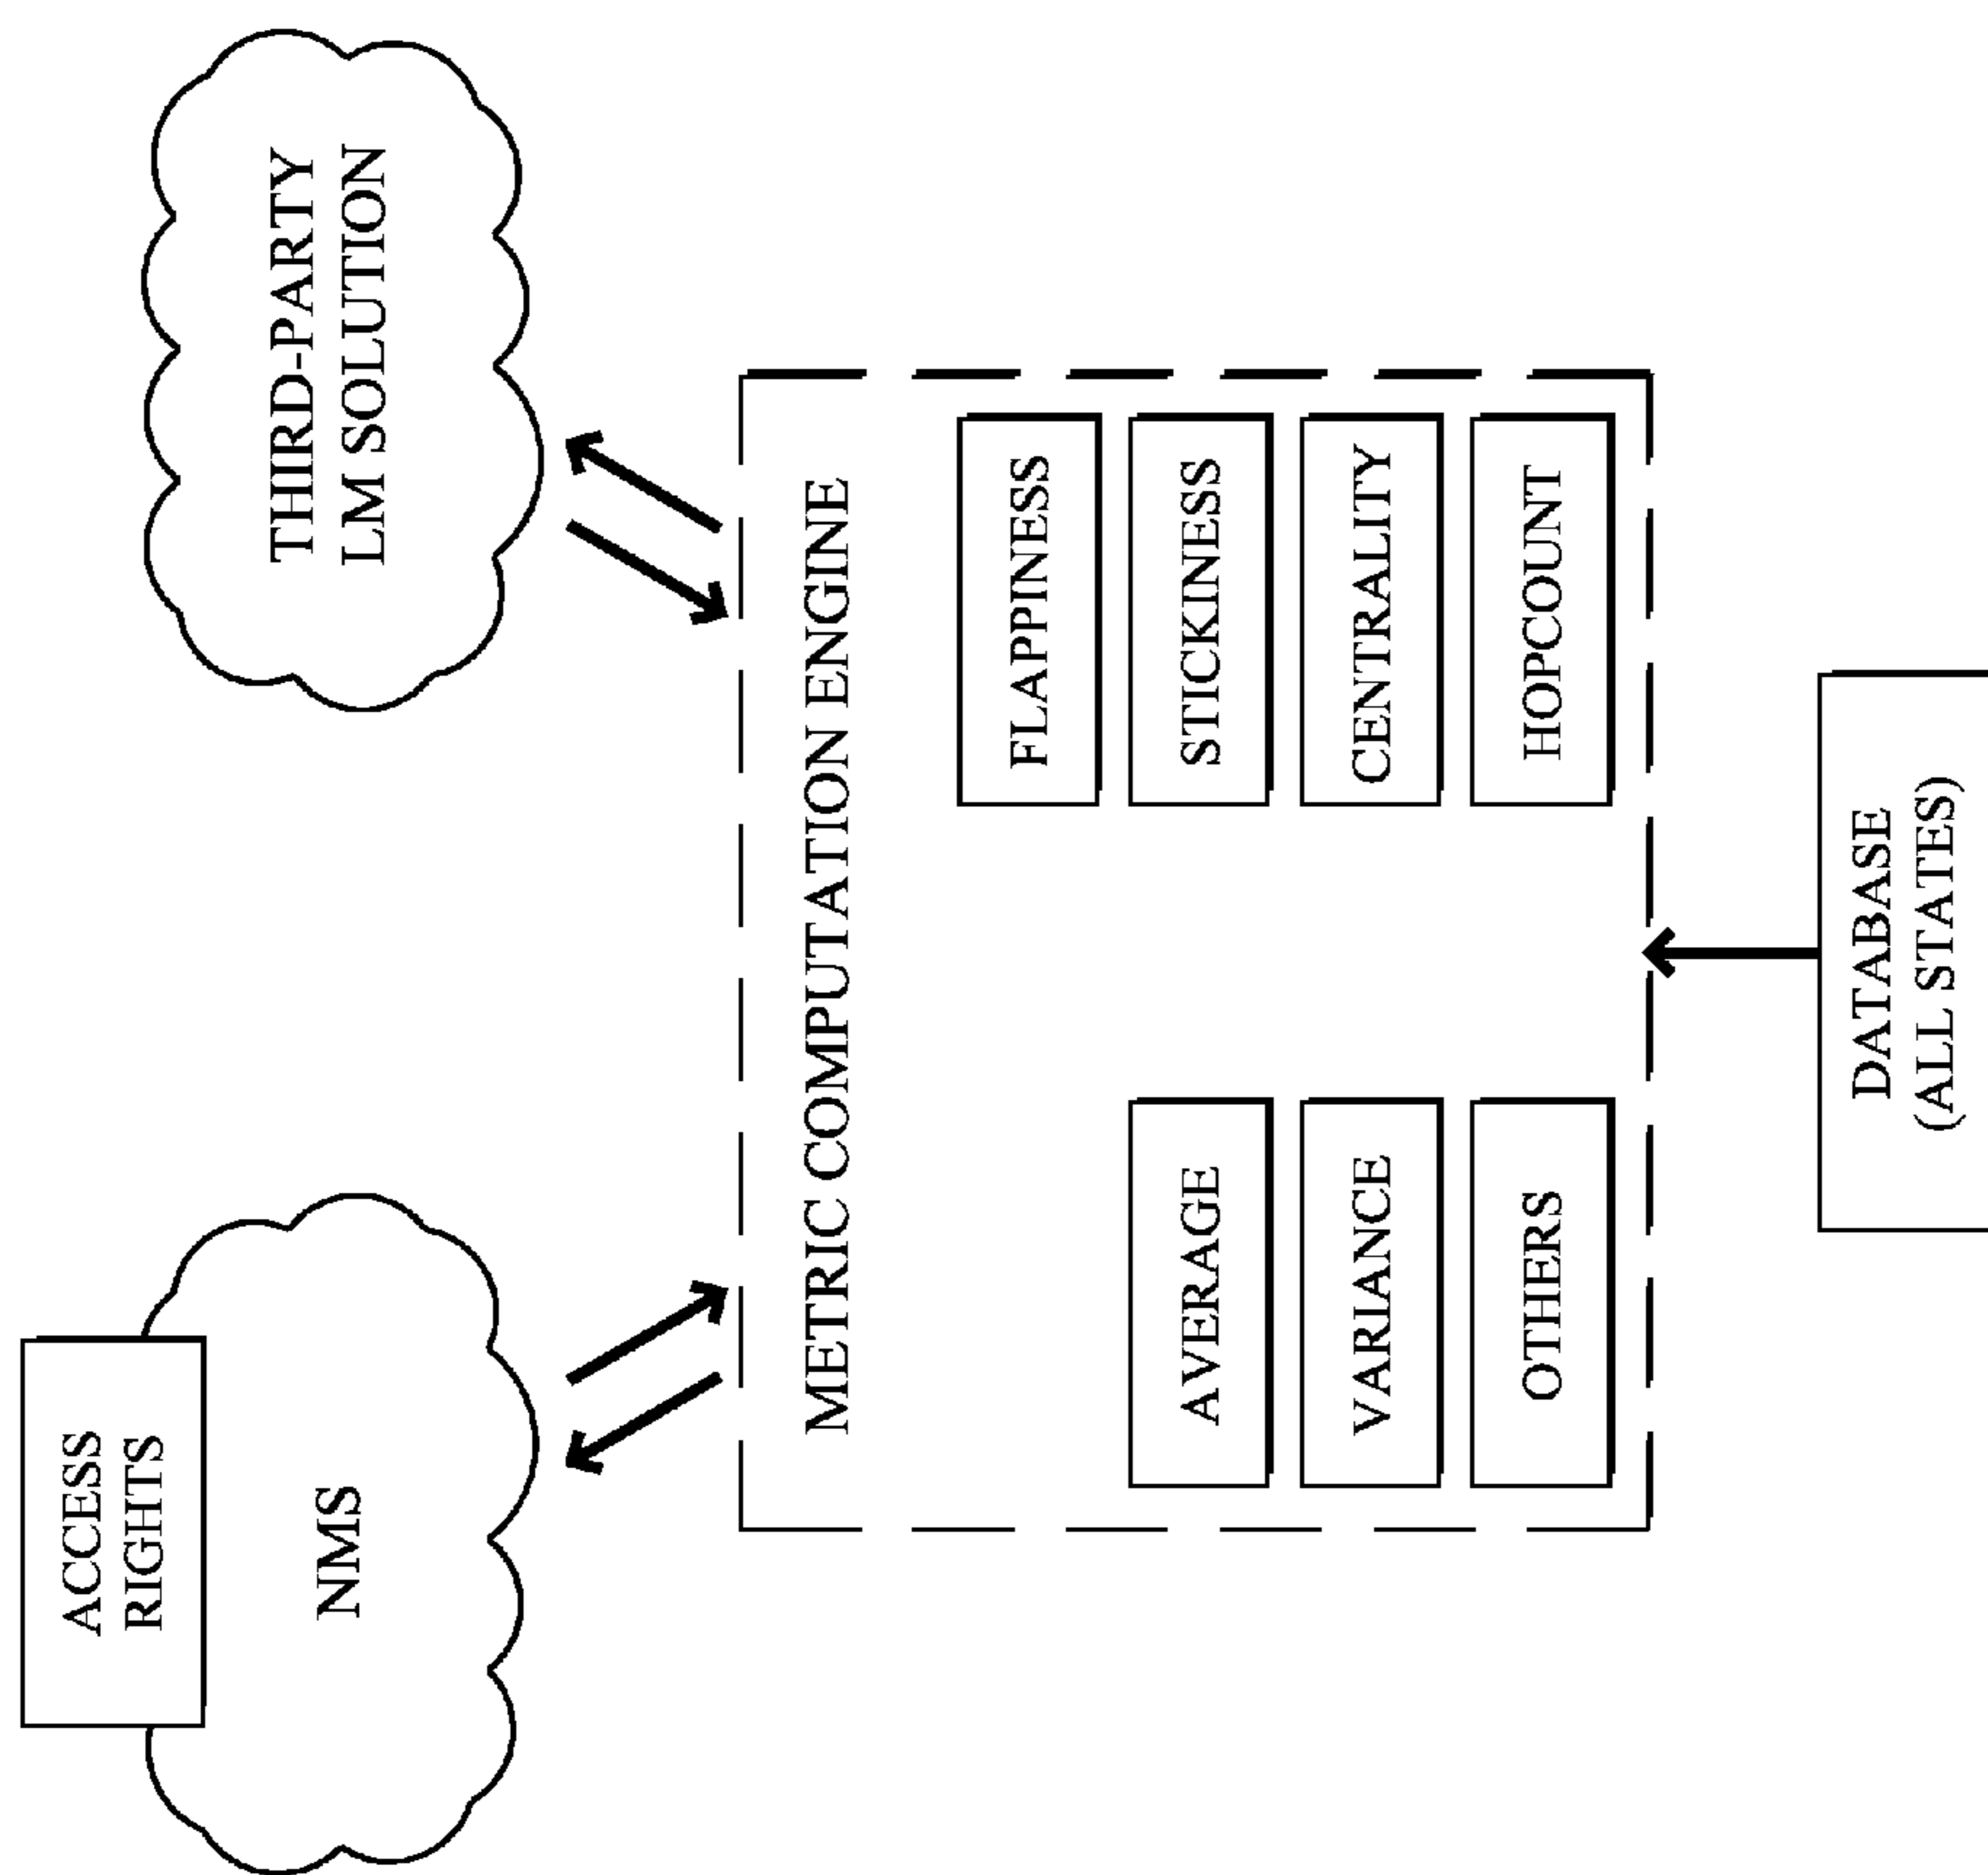 ACCESS
RIGHTS
NMS
THIRD-PARTY
LM SOLUTION
METRIC COMPUTATION ENGINE
FLAPPINESS
AVERAGE
STICKINESS
VARIANCE
CENTRALITY
OTHERS
HOPCOUNT
DATABASE
(ALL STATES)